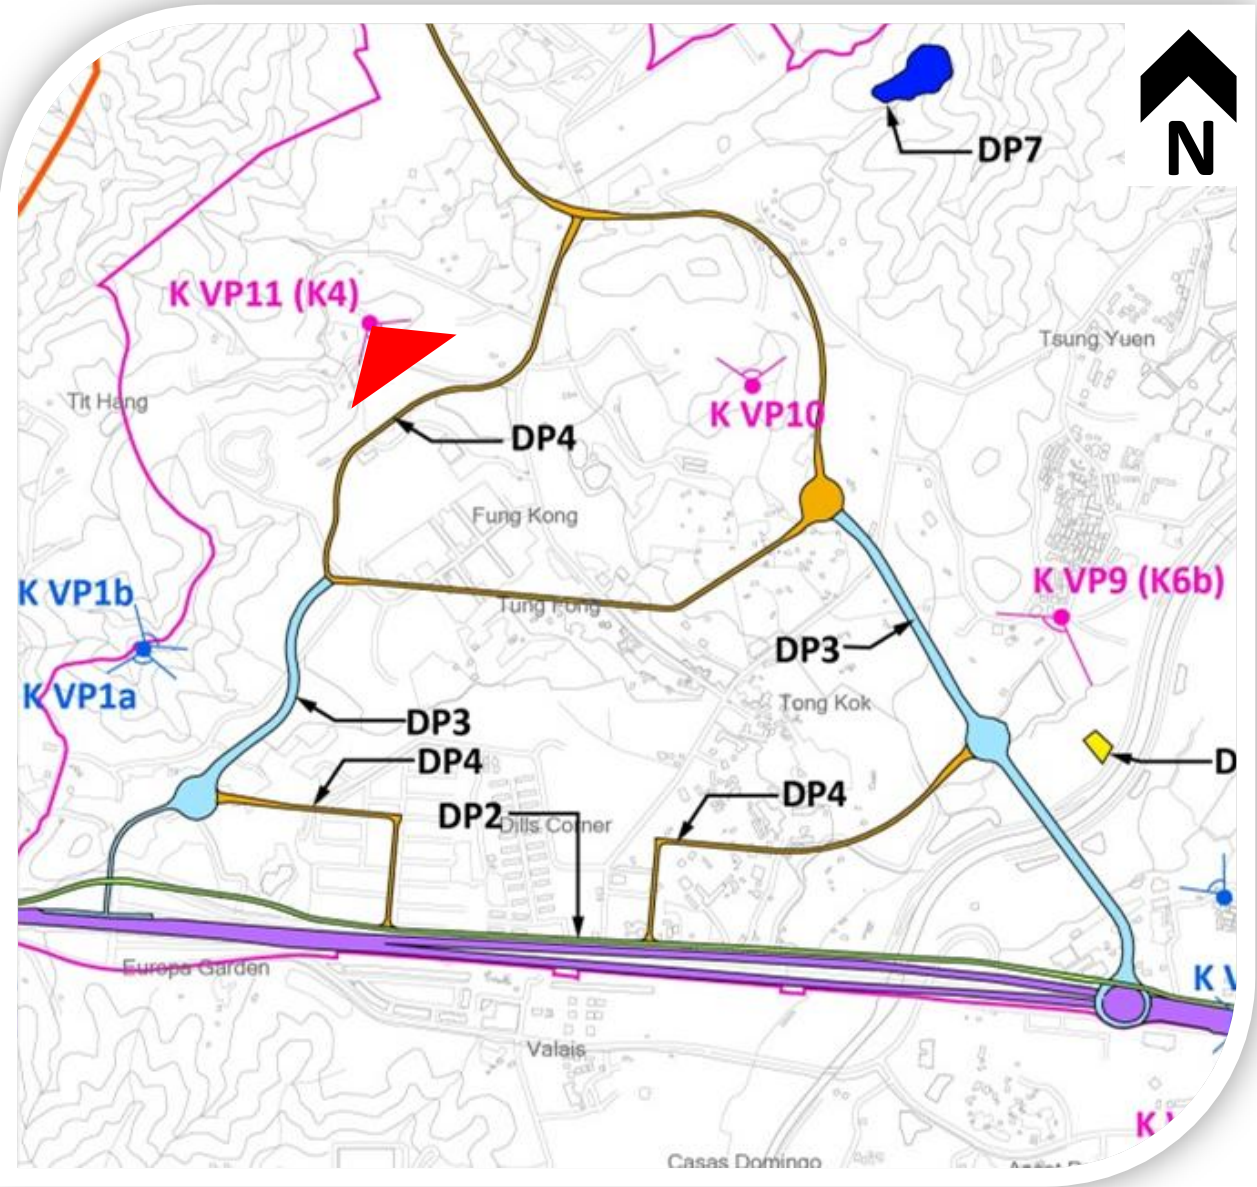 N
DP7
K VP11 (K4)
Tsung Yuen
Tit Hang
K VP10
DP4
Fung Kong
K VP9 (K6b)
K VP1b
Tung Fong
DP3
K VP1a
Tong Kok
DP3
DP4
D
DP4
DP2
Dills Corner
Europa Garden
K V
Valais
K
Casas Domingo